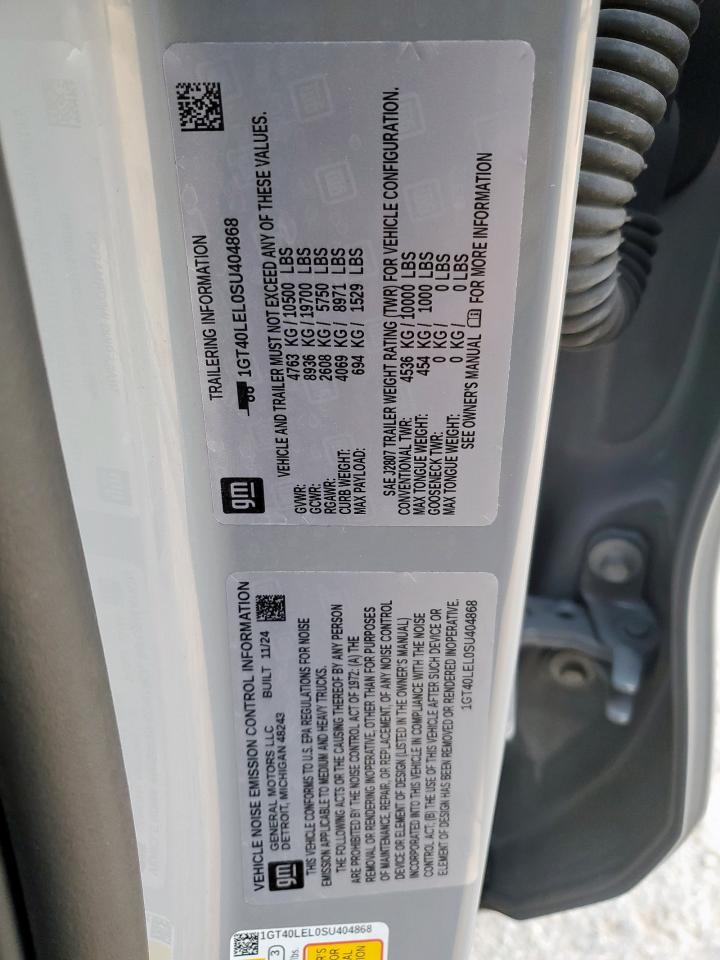 TRAILERING INFORMATION
1GT40LEL0SU404868
gm
VEHICLE AND TRAILER MUST NOT EXCEED ANY OF THESE VALUES.
GVWR: 4763 KG / 10500 LBS
GCWR: 8936 KG / 19700 LBS
RGAWR: 2608 KG / 5750 LBS
CURB WEIGHT: 4069 KG / 8971 LBS
MAX PAYLOAD: 694 KG / 1529 LBS
SAE J2807 TRAILER WEIGHT RATING (TWR) FOR VEHICLE CONFIGURATION.
CONVENTIONAL TWR: 4536 KG / 10000 LBS
MAX TONGUE WEIGHT: 454 KG / 1000 LBS
GOOSENECK TWR: 0 KG / 0 LBS
MAX TONGUE WEIGHT: 0 KG / 0 LBS
SEE OWNER'S MANUAL FOR MORE INFORMATION
VEHICLE NOISE EMISSION CONTROL INFORMATION
gm
GENERAL MOTORS LLC BUILT 11/24
DETROIT, MICHIGAN 48243
THIS VEHICLE CONFORMS TO U.S. EPA REGULATIONS FOR NOISE
EMISSION APPLICABLE TO MEDIUM AND HEAVY TRUCKS.
THE FOLLOWING ACTS OR THE CAUSING THEREOF BY ANY PERSON
ARE PROHIBITED BY THE NOISE CONTROL ACT OF 1972: (A) THE
REMOVAL OR RENDERING INOPERATIVE, OTHER THAN FOR PURPOSES
OF MAINTENANCE, REPAIR, OR REPLACEMENT, OF ANY NOISE CONTROL
DEVICE OR ELEMENT OF DESIGN (LISTED IN THE OWNER'S MANUAL)
INCORPORATED INTO THIS VEHICLE IN COMPLIANCE WITH THE NOISE
CONTROL ACT; (B) THE USE OF THIS VEHICLE AFTER SUCH DEVICE OR
ELEMENT OF DESIGN HAS BEEN REMOVED OR RENDERED INOPERATIVE.
1GT40LEL0SU404868
1GT40LEL0SU404868
3
lbs.